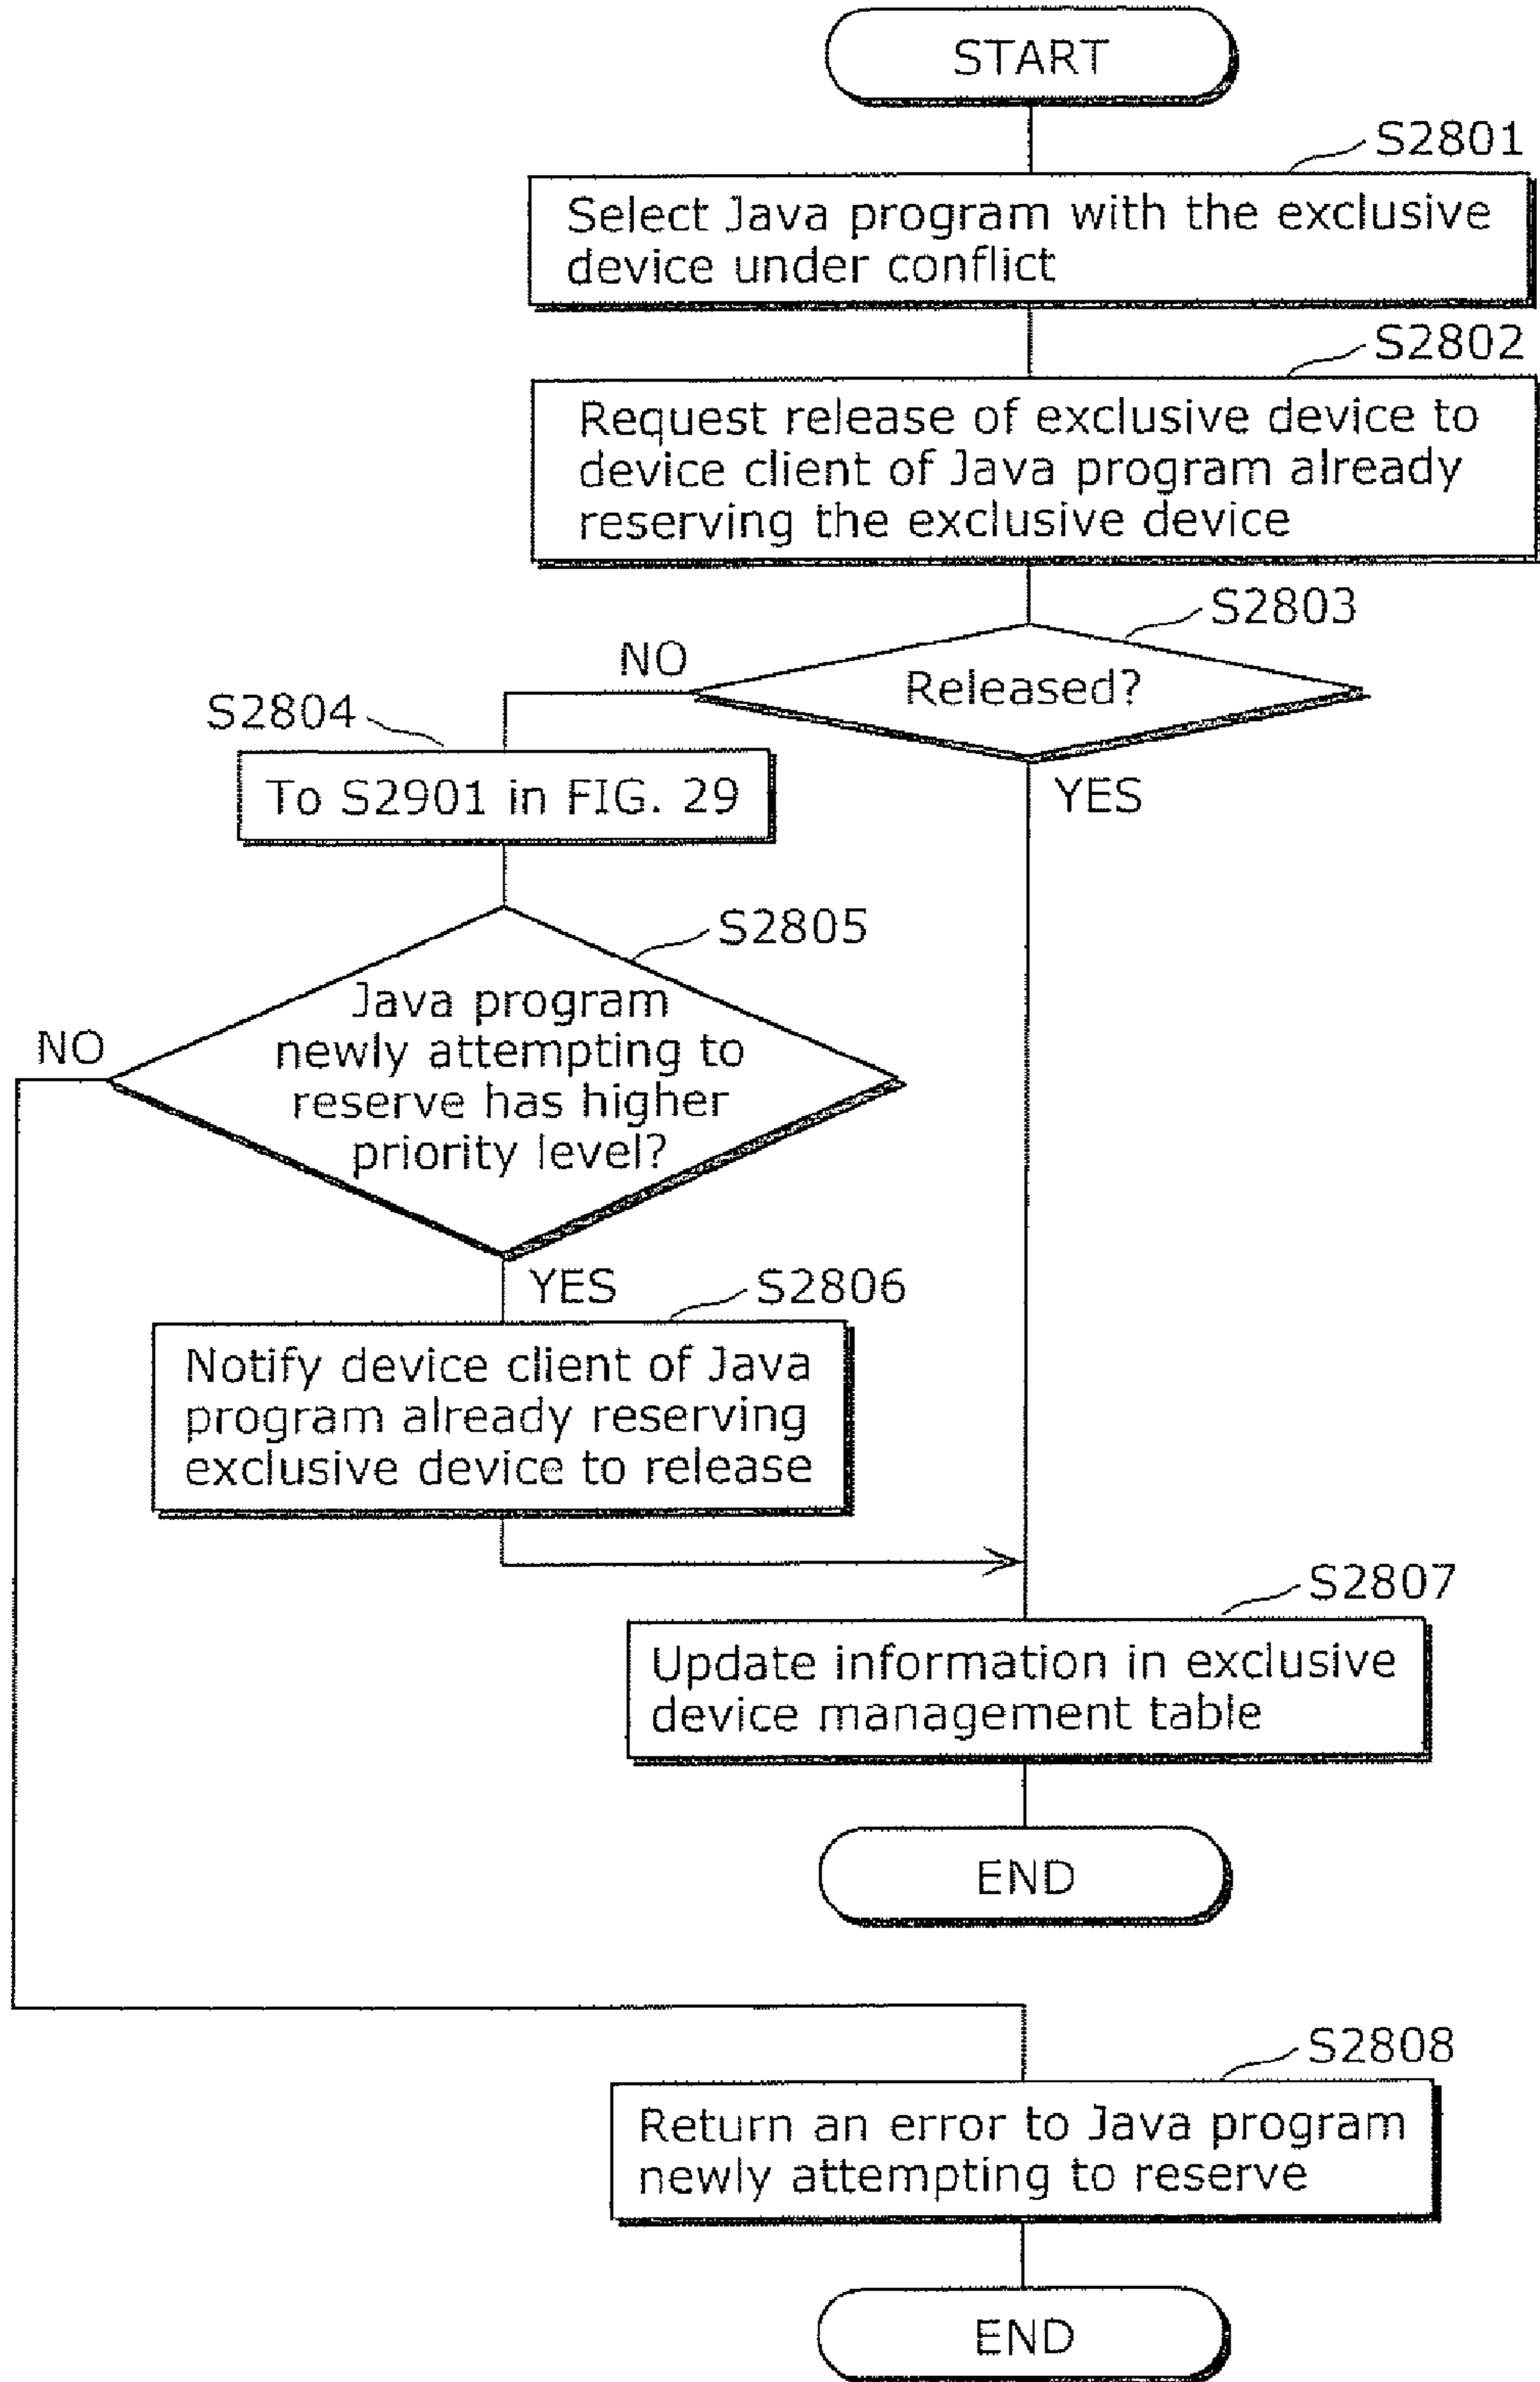 START
S2801
Select Java program with the exclusive
device under conflict
S2802
Request release of exclusive device to
device client of Java program already
reserving the exclusive device
S2803
NO
Released?
S2804
To S2901 in FIG. 29
YES
S2805
Java program
newly attempting to
reserve has higher
priority level?
NO
YES
S2806
Notify device client of Java
program already reserving
exclusive device to release
S2807
Update information in exclusive
device management table
END
S2808
Return an error to Java program
newly attempting to reserve
END